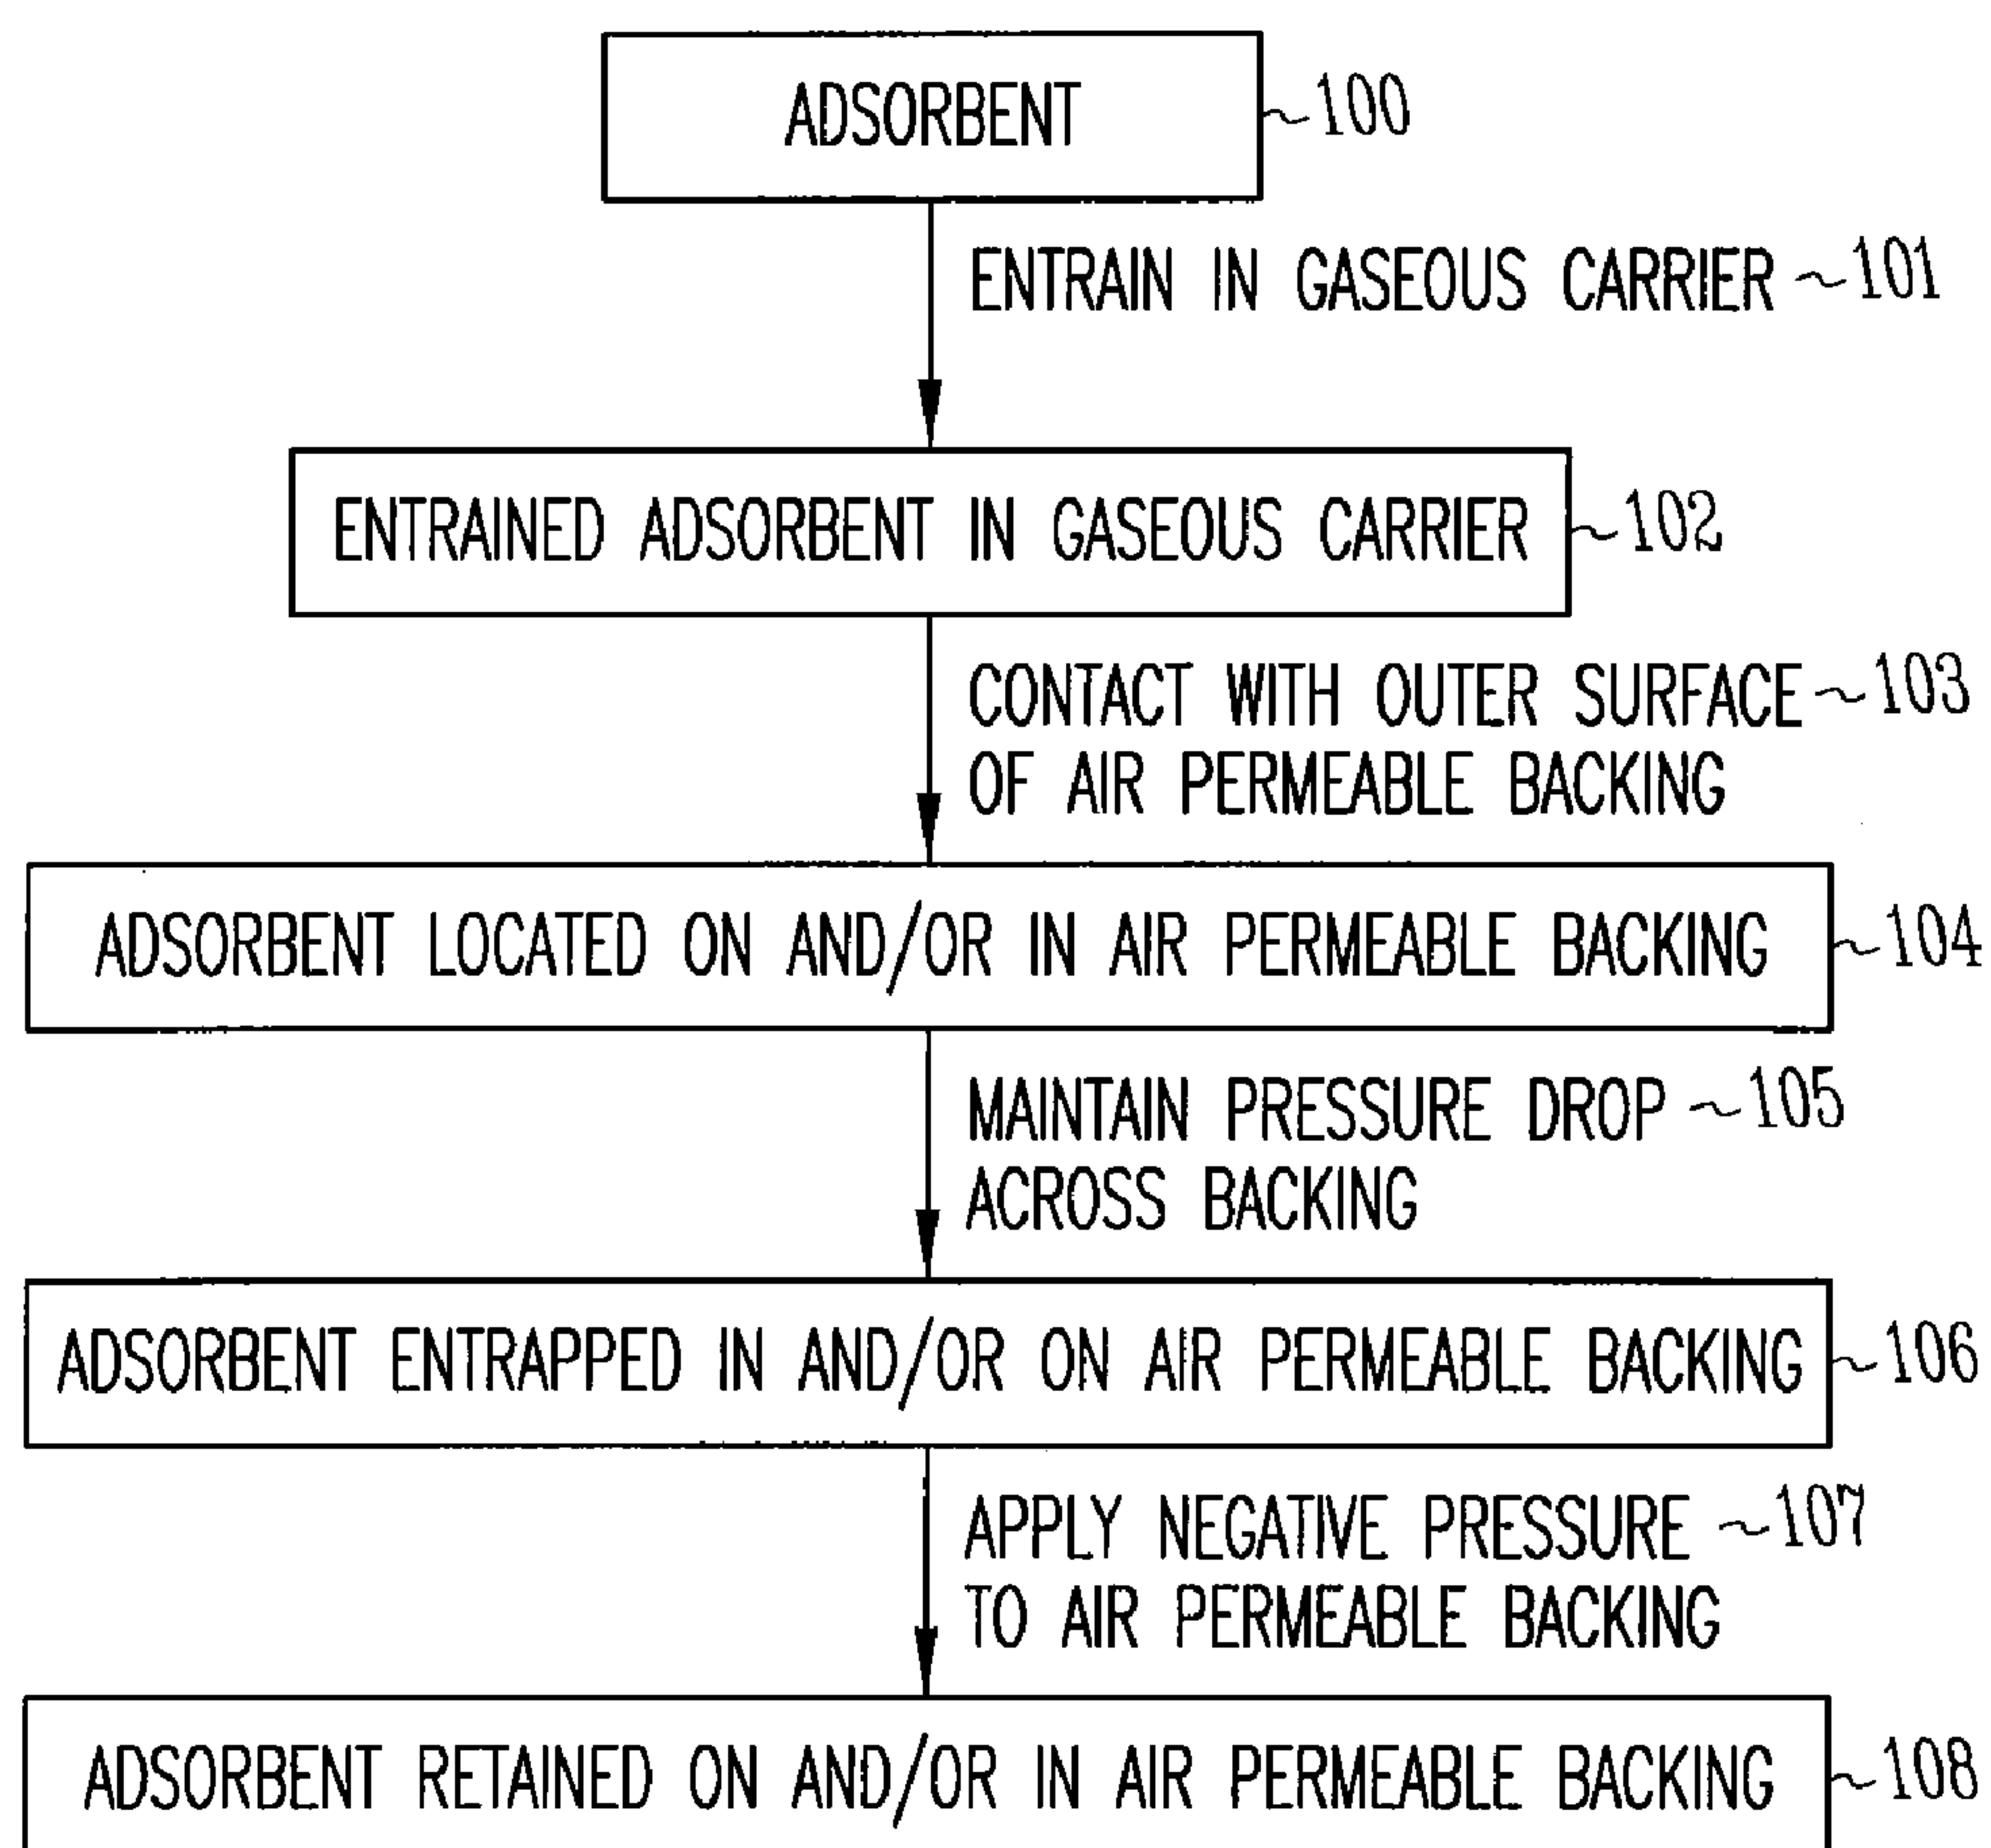 ADSORBENT ~100
ENTRAIN IN GASEOUS CARRIER ~101
ENTRAINED ADSORBENT IN GASEOUS CARRIER ~102
CONTACT WITH OUTER SURFACE ~103
OF AIR PERMEABLE BACKING
ADSORBENT LOCATED ON AND/OR IN AIR PERMEABLE BACKING ~104
MAINTAIN PRESSURE DROP ~105
ACROSS BACKING
ADSORBENT ENTRAPPED IN AND/OR ON AIR PERMEABLE BACKING ~106
APPLY NEGATIVE PRESSURE ~107
TO AIR PERMEABLE BACKING
ADSORBENT RETAINED ON AND/OR IN AIR PERMEABLE BACKING ~108